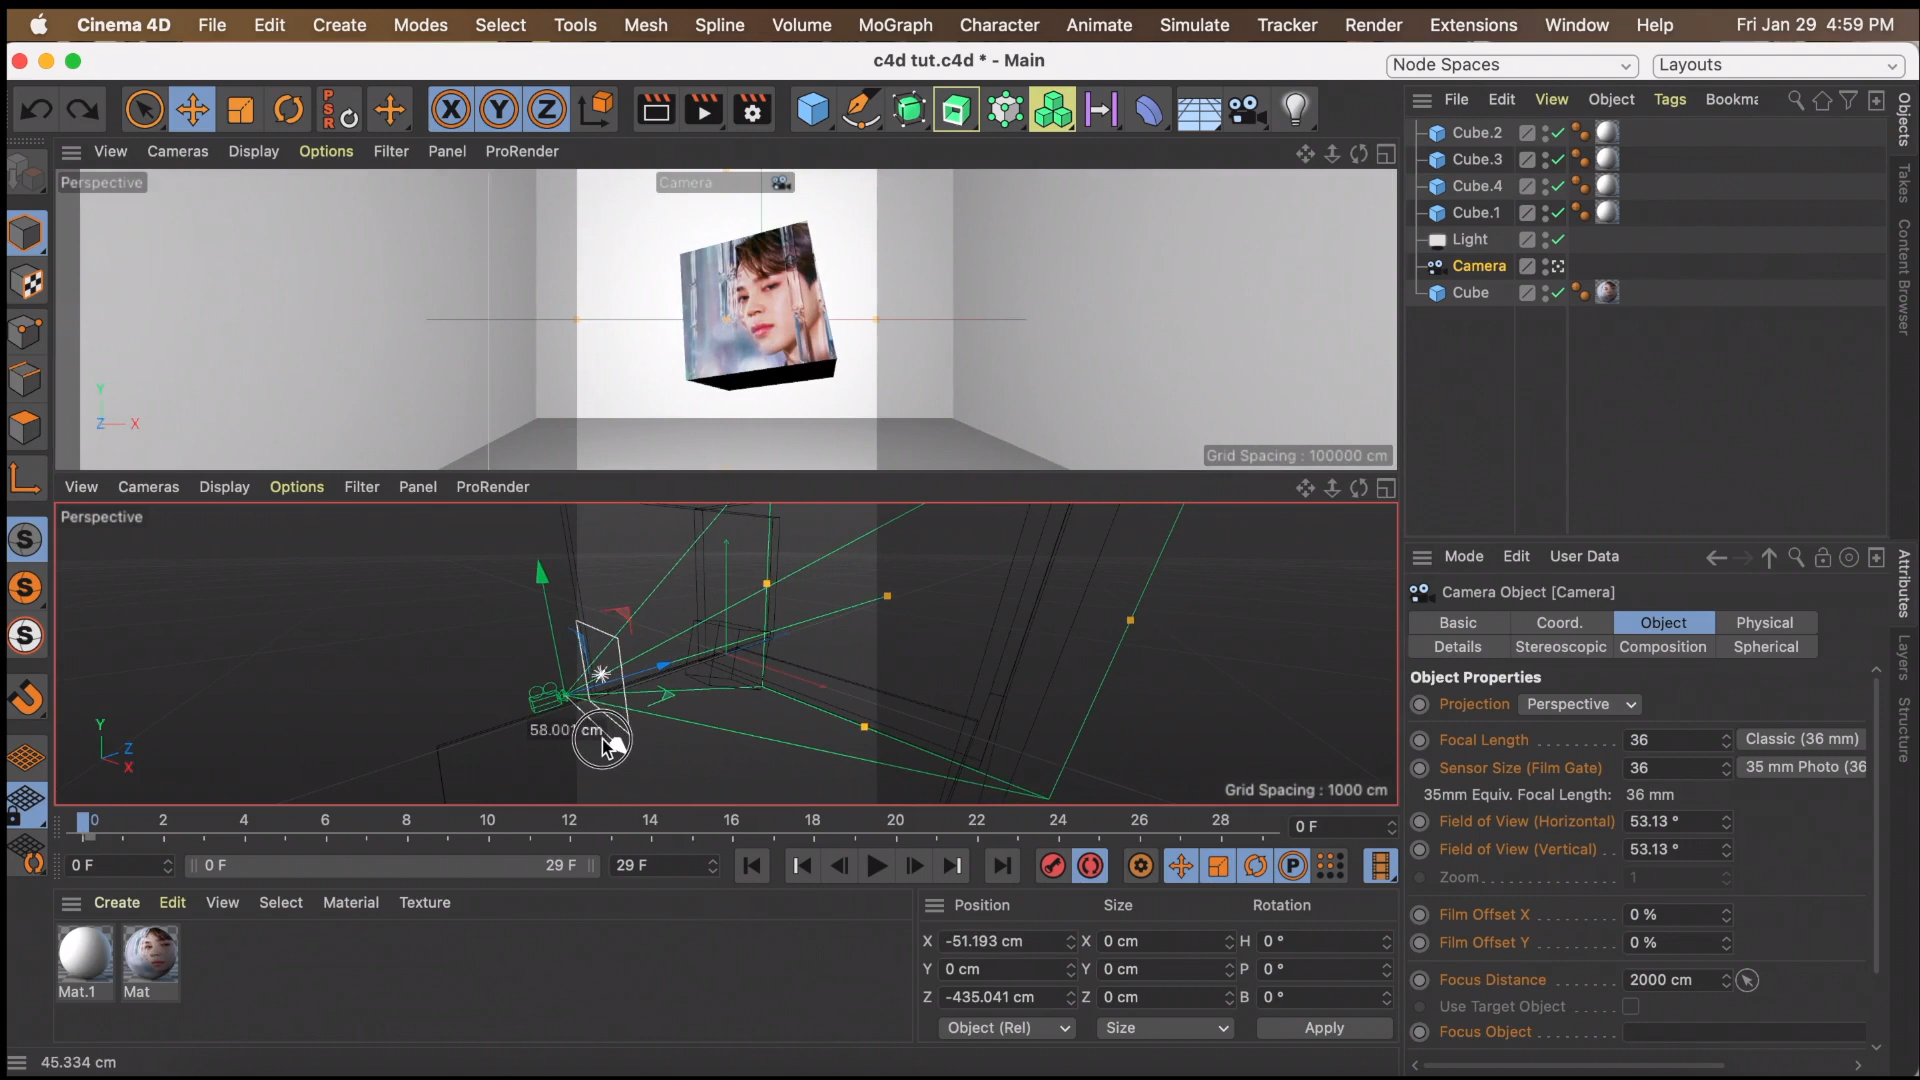 Cinema 4D File Edit Create Modes Select Tools Mesh Spline Volume MoGraph Character Animate Simulate Tracker Render Extensions Window Help Fri Jan 29 4:59 PM
c4d tut.c4d * - Main
Node Spaces
Layouts
PSR
X Y Z
File Edit View Object Tags Bookma
View Cameras Display Options Filter Panel ProRender
Perspective
Camera
Y
Z X
Grid Spacing : 100000 cm
Cube.2
Cube.3
Cube.4
Cube.1
Light
Camera
Cube
Objects
Takes
Content Browser
View Cameras Display Options Filter Panel ProRender
Perspective
58.001 cm
Y
Z
X
Grid Spacing : 1000 cm
S
S
S
Mode Edit User Data
Attributes
Layers
Structure
Camera Object [Camera]
Basic Coord. Object Physical
Details Stereoscopic Composition Spherical
Object Properties
Projection Perspective
Focal Length . . . . . . . . 36 Classic (36 mm)
Sensor Size (Film Gate) 36 35 mm Photo (36
35mm Equiv. Focal Length: 36 mm
Field of View (Horizontal) 53.13 °
Field of View (Vertical) . . 53.13 °
Zoom. . . . . . . . . . . . . 1
Film Offset X . . . . . . . . 0 %
Film Offset Y . . . . . . . . 0 %
Focus Distance . . . . . . . 2000 cm
Use Target Object . . . . .
Focus Object . . . . . . . .
0 2 4 6 8 10 12 14 16 18 20 22 24 26 28 0 F
0 F 0 F 29 F 29 F
P
Create Edit View Select Material Texture
Mat.1 Mat
Position Size Rotation
X -51.193 cm X 0 cm H 0 °
Y 0 cm Y 0 cm P 0 °
Z -435.041 cm Z 0 cm B 0 °
Object (Rel) Size Apply
45.334 cm